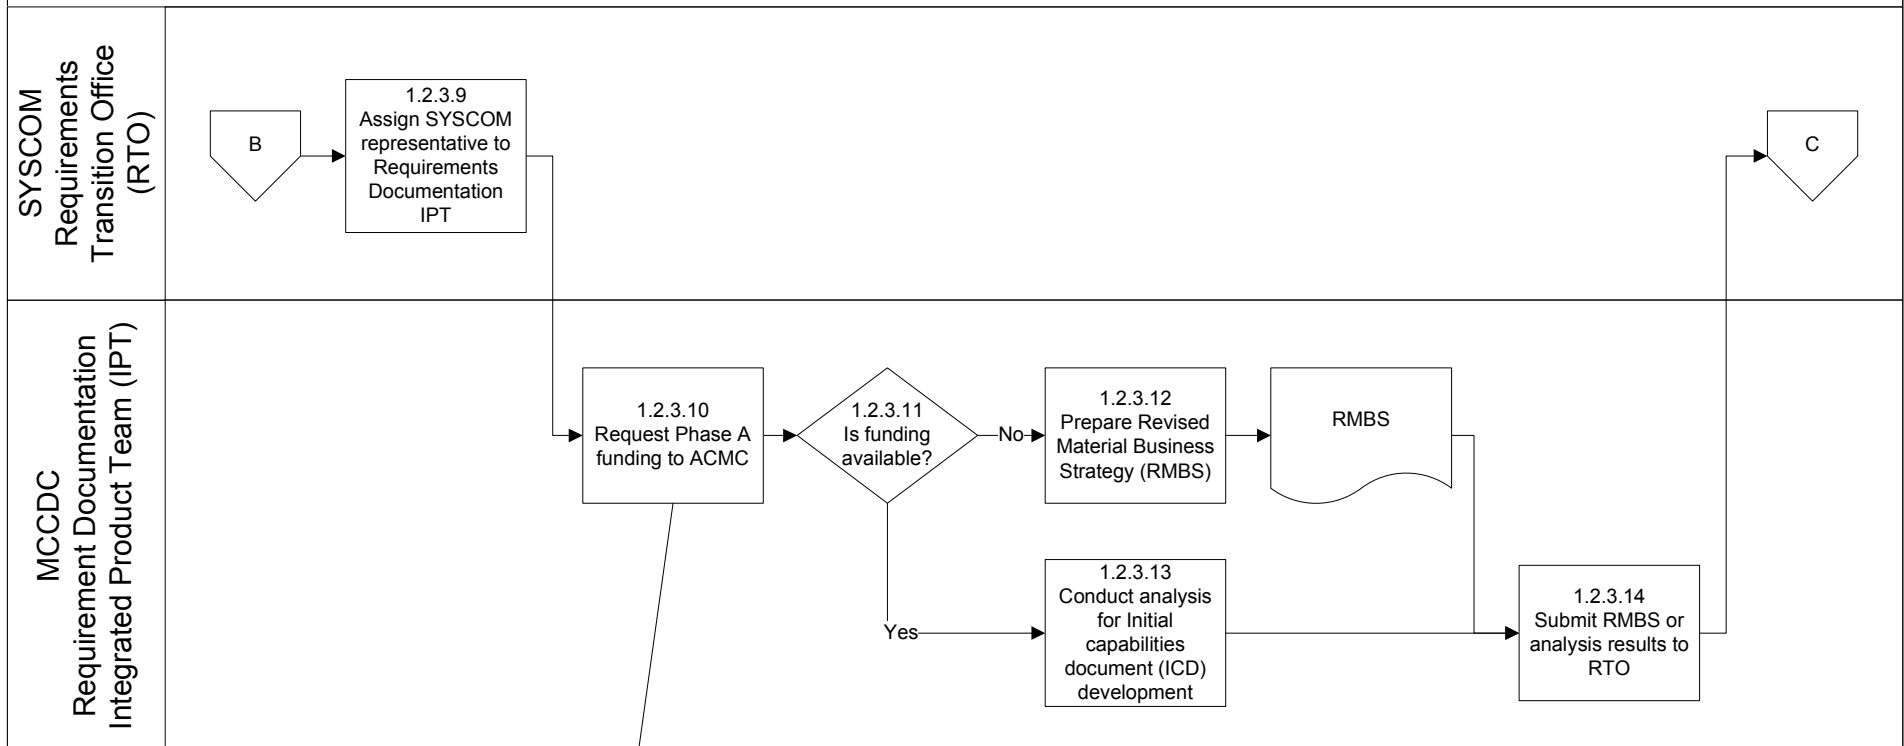 SYSCOM
Requirements
Transition Office
(RTO)
B
1.2.3.9
Assign SYSCOM
representative to
Requirements
Documentation
IPT
C
MCCDC
Requirement Documentation
Integrated Product Team (IPT)
1.2.3.10
Request Phase A
funding to ACMC
1.2.3.11
Is funding
available?
No
1.2.3.12
Prepare Revised
Material Business
Strategy (RMBS)
RMBS
Yes
1.2.3.13
Conduct analysis
for Initial
capabilities
document (ICD)
development
1.2.3.14
Submit RMBS or
analysis results to
RTO